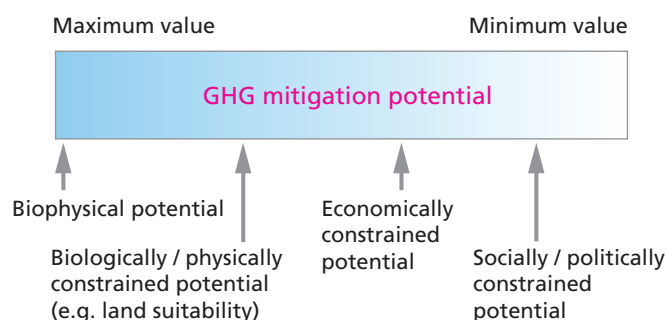 Maximum value
Minimum value
GHG mitigation potential
Biophysical potential
Biologically / physically
constrained potential
(e.g. land suitability)
Economically
constrained
potential
Socially / politically
constrained
potential